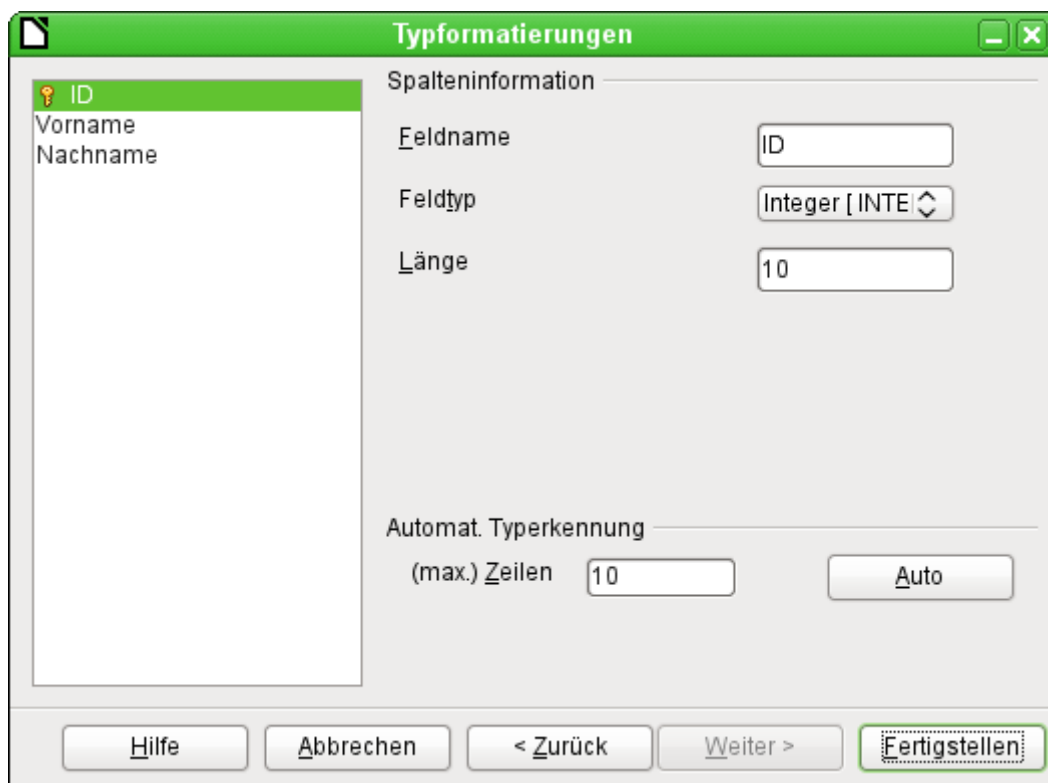 Typformatierungen
ID
Vorname
Nachname
Spalteninformation
Feldname
ID
Feldtyp
Integer [ INTE
Länge
10
Automat. Typerkennung
(max.) Zeilen
10
Auto
Hilfe
Abbrechen
< Zurück
Weiter >
Fertigstellen